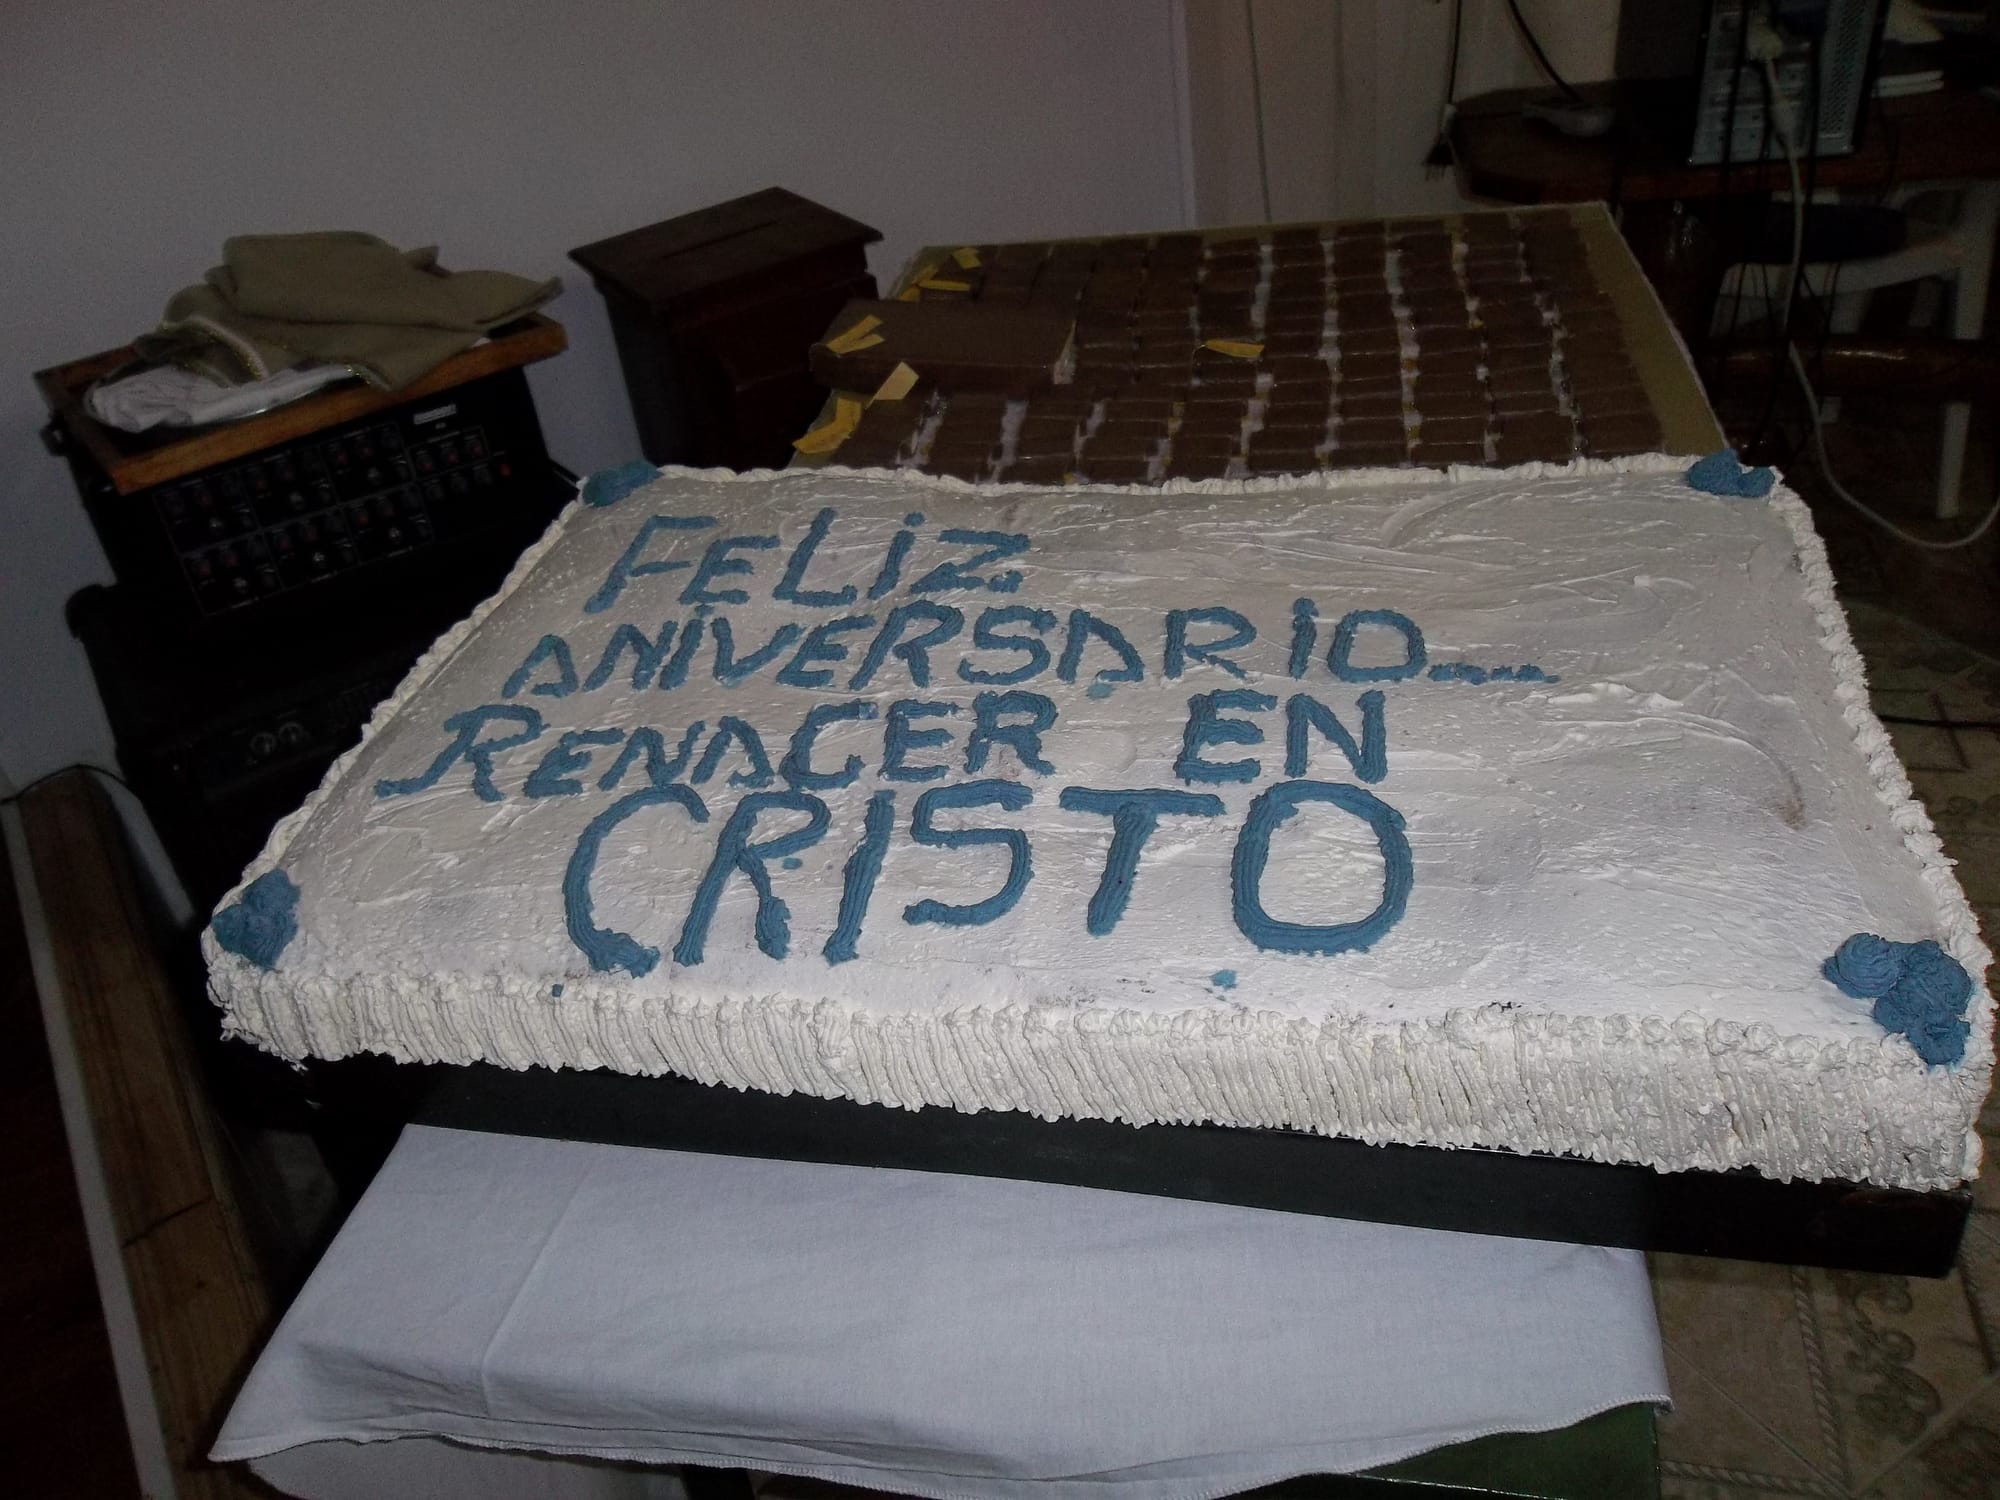 FELiZ
ANiVERSARiO....
RENACER EN
CRISTO